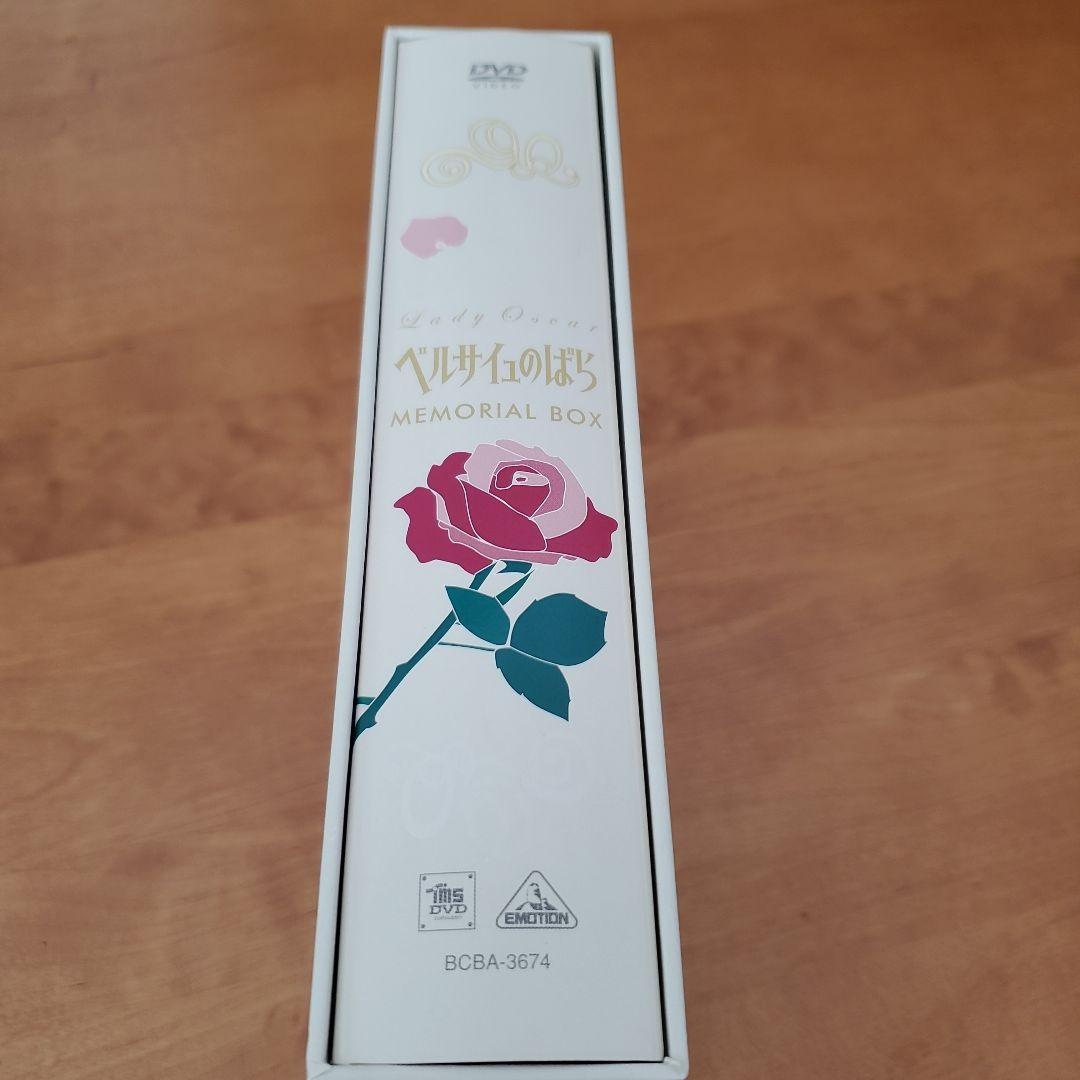 DVD
VIDEO
Lady Oscar
ベルサイユのばら
MEMORIAL BOX
tms
DVD
EMOTION
BCBA-3674